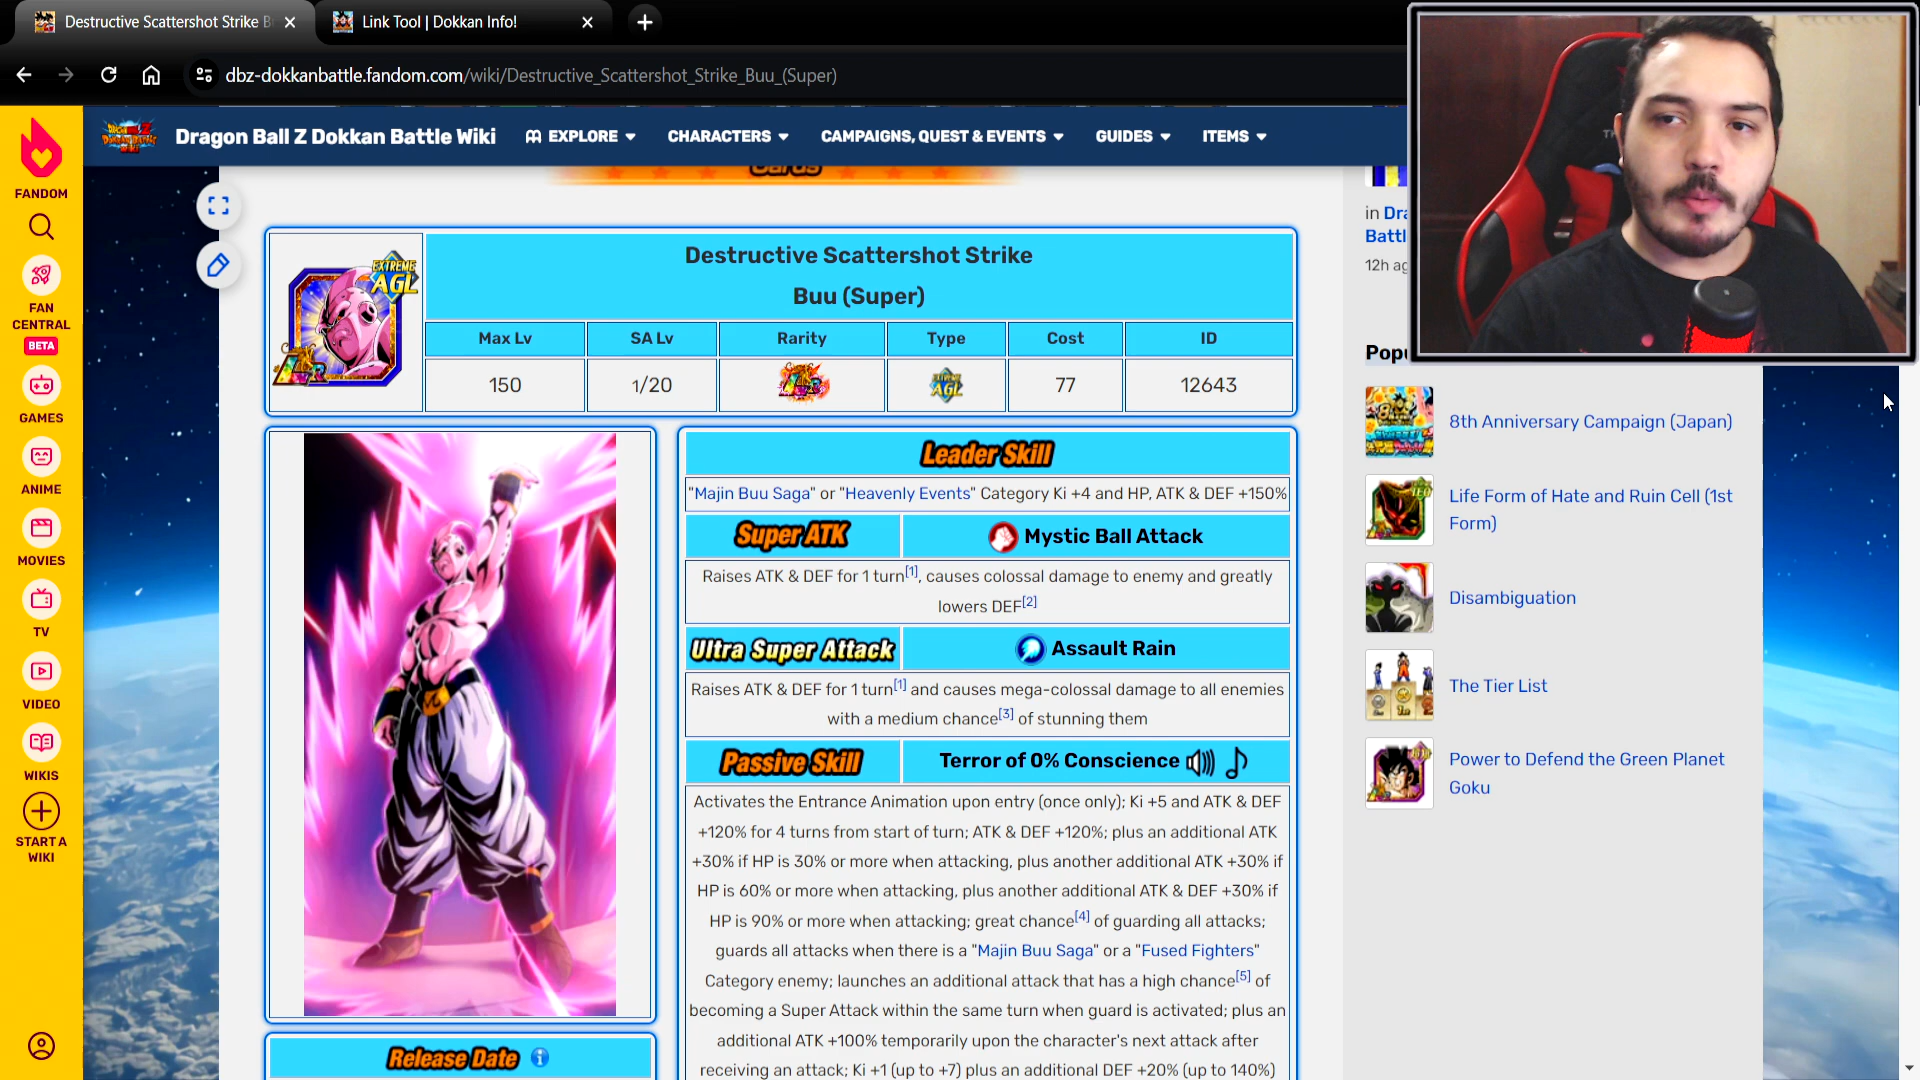 Destructive Scattershot Strike B
Link Tool | Dokkan Info!
dbz-dokkanbattle.fandom.com/wiki/Destructive_Scattershot_Strike_Buu_(Super)
Dragon Ball Z Dokkan Battle Wiki
EXPLORE
CHARACTERS
CAMPAIGNS, QUEST & EVENTS
GUIDES
ITEMS
FANDOM
FAN
CENTRAL
BETA
GAMES
ANIME
MOVIES
TV
VIDEO
WIKIS
START A
WIKI
Cards
EXTREME
AGL
Destructive Scattershot Strike
Buu (Super)
Max Lv
SA Lv
Rarity
Type
Cost
ID
150
1/20
LR
EXTREME
AGL
77
12643
Leader Skill
"Majin Buu Saga" or "Heavenly Events" Category Ki +4 and HP, ATK & DEF +150%
Super ATK
Mystic Ball Attack
Raises ATK & DEF for 1 turn[1], causes colossal damage to enemy and greatly
lowers DEF[2]
Ultra Super Attack
Assault Rain
Raises ATK & DEF for 1 turn[1] and causes mega-colossal damage to all enemies
with a medium chance[3] of stunning them
Passive Skill
Terror of 0% Conscience
Activates the Entrance Animation upon entry (once only); Ki +5 and ATK & DEF
+120% for 4 turns from start of turn; ATK & DEF +120%; plus an additional ATK
+30% if HP is 30% or more when attacking, plus another additional ATK +30% if
HP is 60% or more when attacking, plus another additional ATK & DEF +30% if
HP is 90% or more when attacking; great chance[4] of guarding all attacks;
guards all attacks when there is a "Majin Buu Saga" or a "Fused Fighters"
Category enemy; launches an additional attack that has a high chance[5] of
becoming a Super Attack within the same turn when guard is activated; plus an
additional ATK +100% temporarily upon the character's next attack after
receiving an attack; Ki +1 (up to +7) plus an additional DEF +20% (up to 140%)
Release Date
in Dra
Battl
12h ag
Popu
8th Anniversary Campaign (Japan)
Life Form of Hate and Ruin Cell (1st
Form)
Disambiguation
The Tier List
Power to Defend the Green Planet
Goku